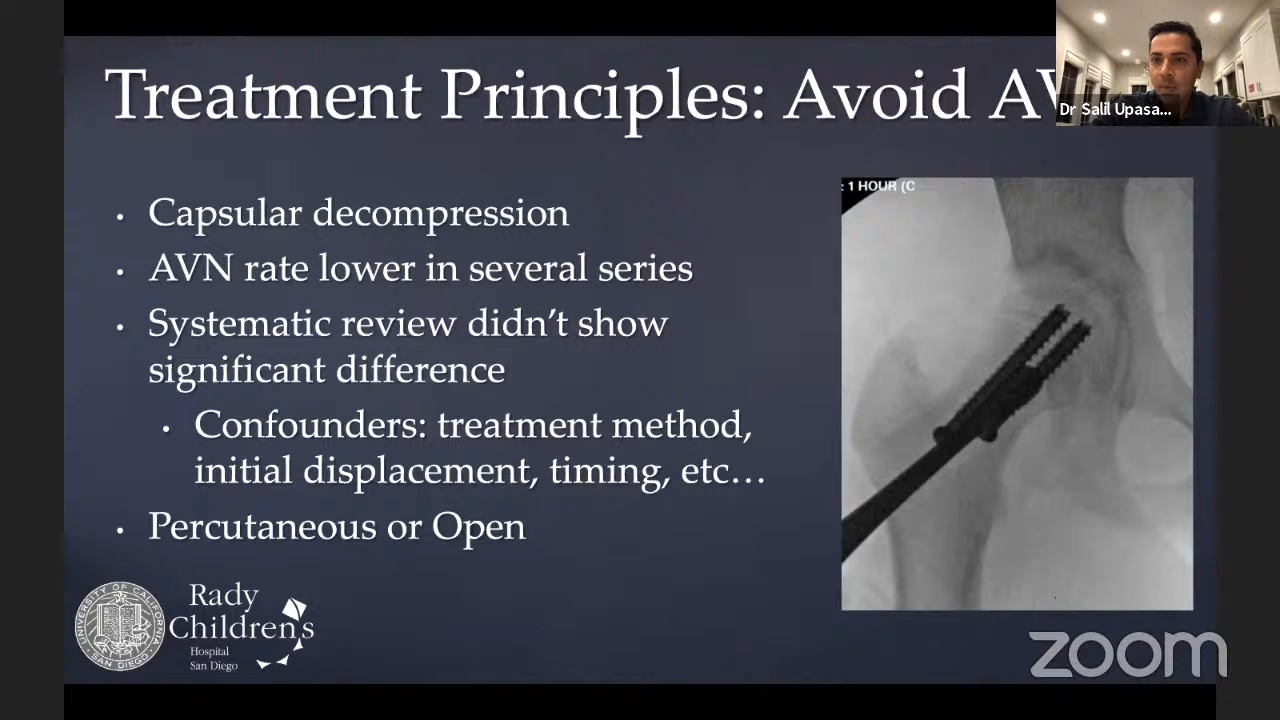 Treatment Principles: Avoid AV
Dr Salil Upasa...
• Capsular decompression
• AVN rate lower in several series
• Systematic review didn't show
significant difference
• Confounders: treatment method,
initial displacement, timing, etc…
• Percutaneous or Open
: 1 HOUR (C
UNIVERSITY OF CALIFORNIA
SAN DIEGO
Rady
Children's
Hospital
San Diego
zoom